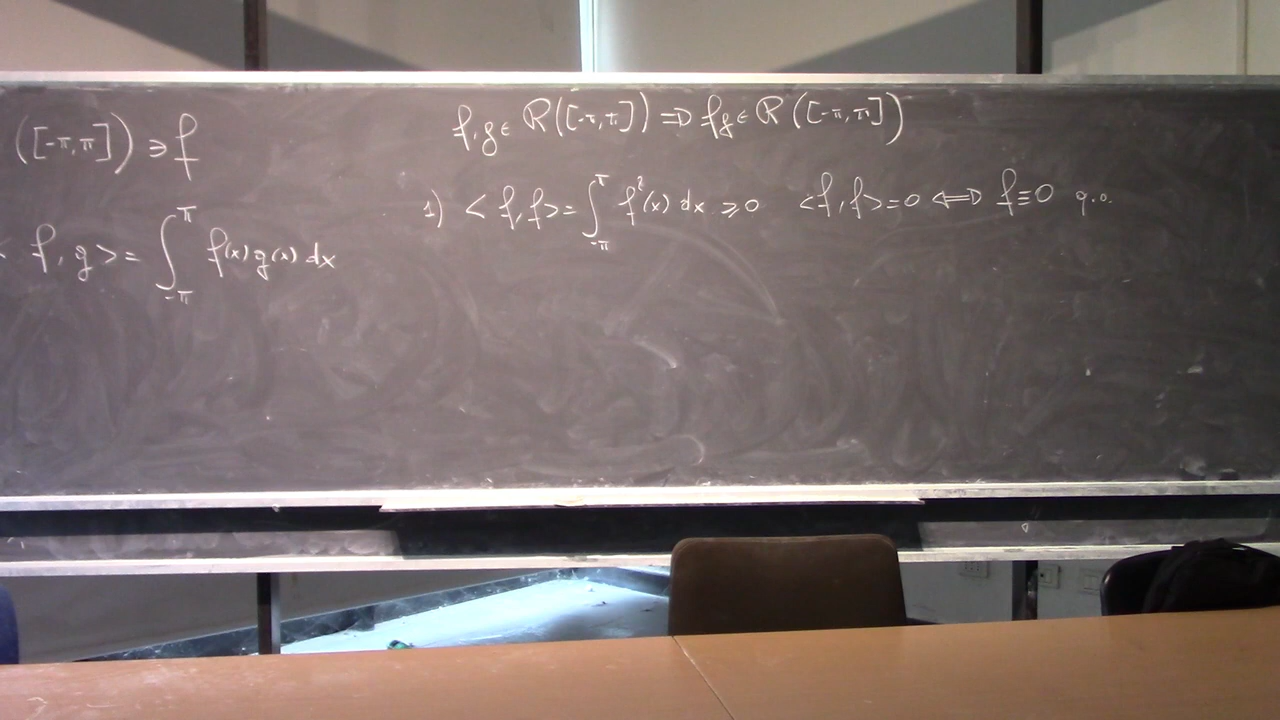 ([-π,π]) ∋ f
< f, g > = ∫_{-π}^{π} f(x) g(x) dx
f, g ∈ R([-π,π]) ⇒ fg ∈ R([-π,π])
1) < f, f > = ∫_{-π}^{π} f²(x) dx ≥ 0 < f, f > = 0 ⇔ f ≡ 0 q.o.